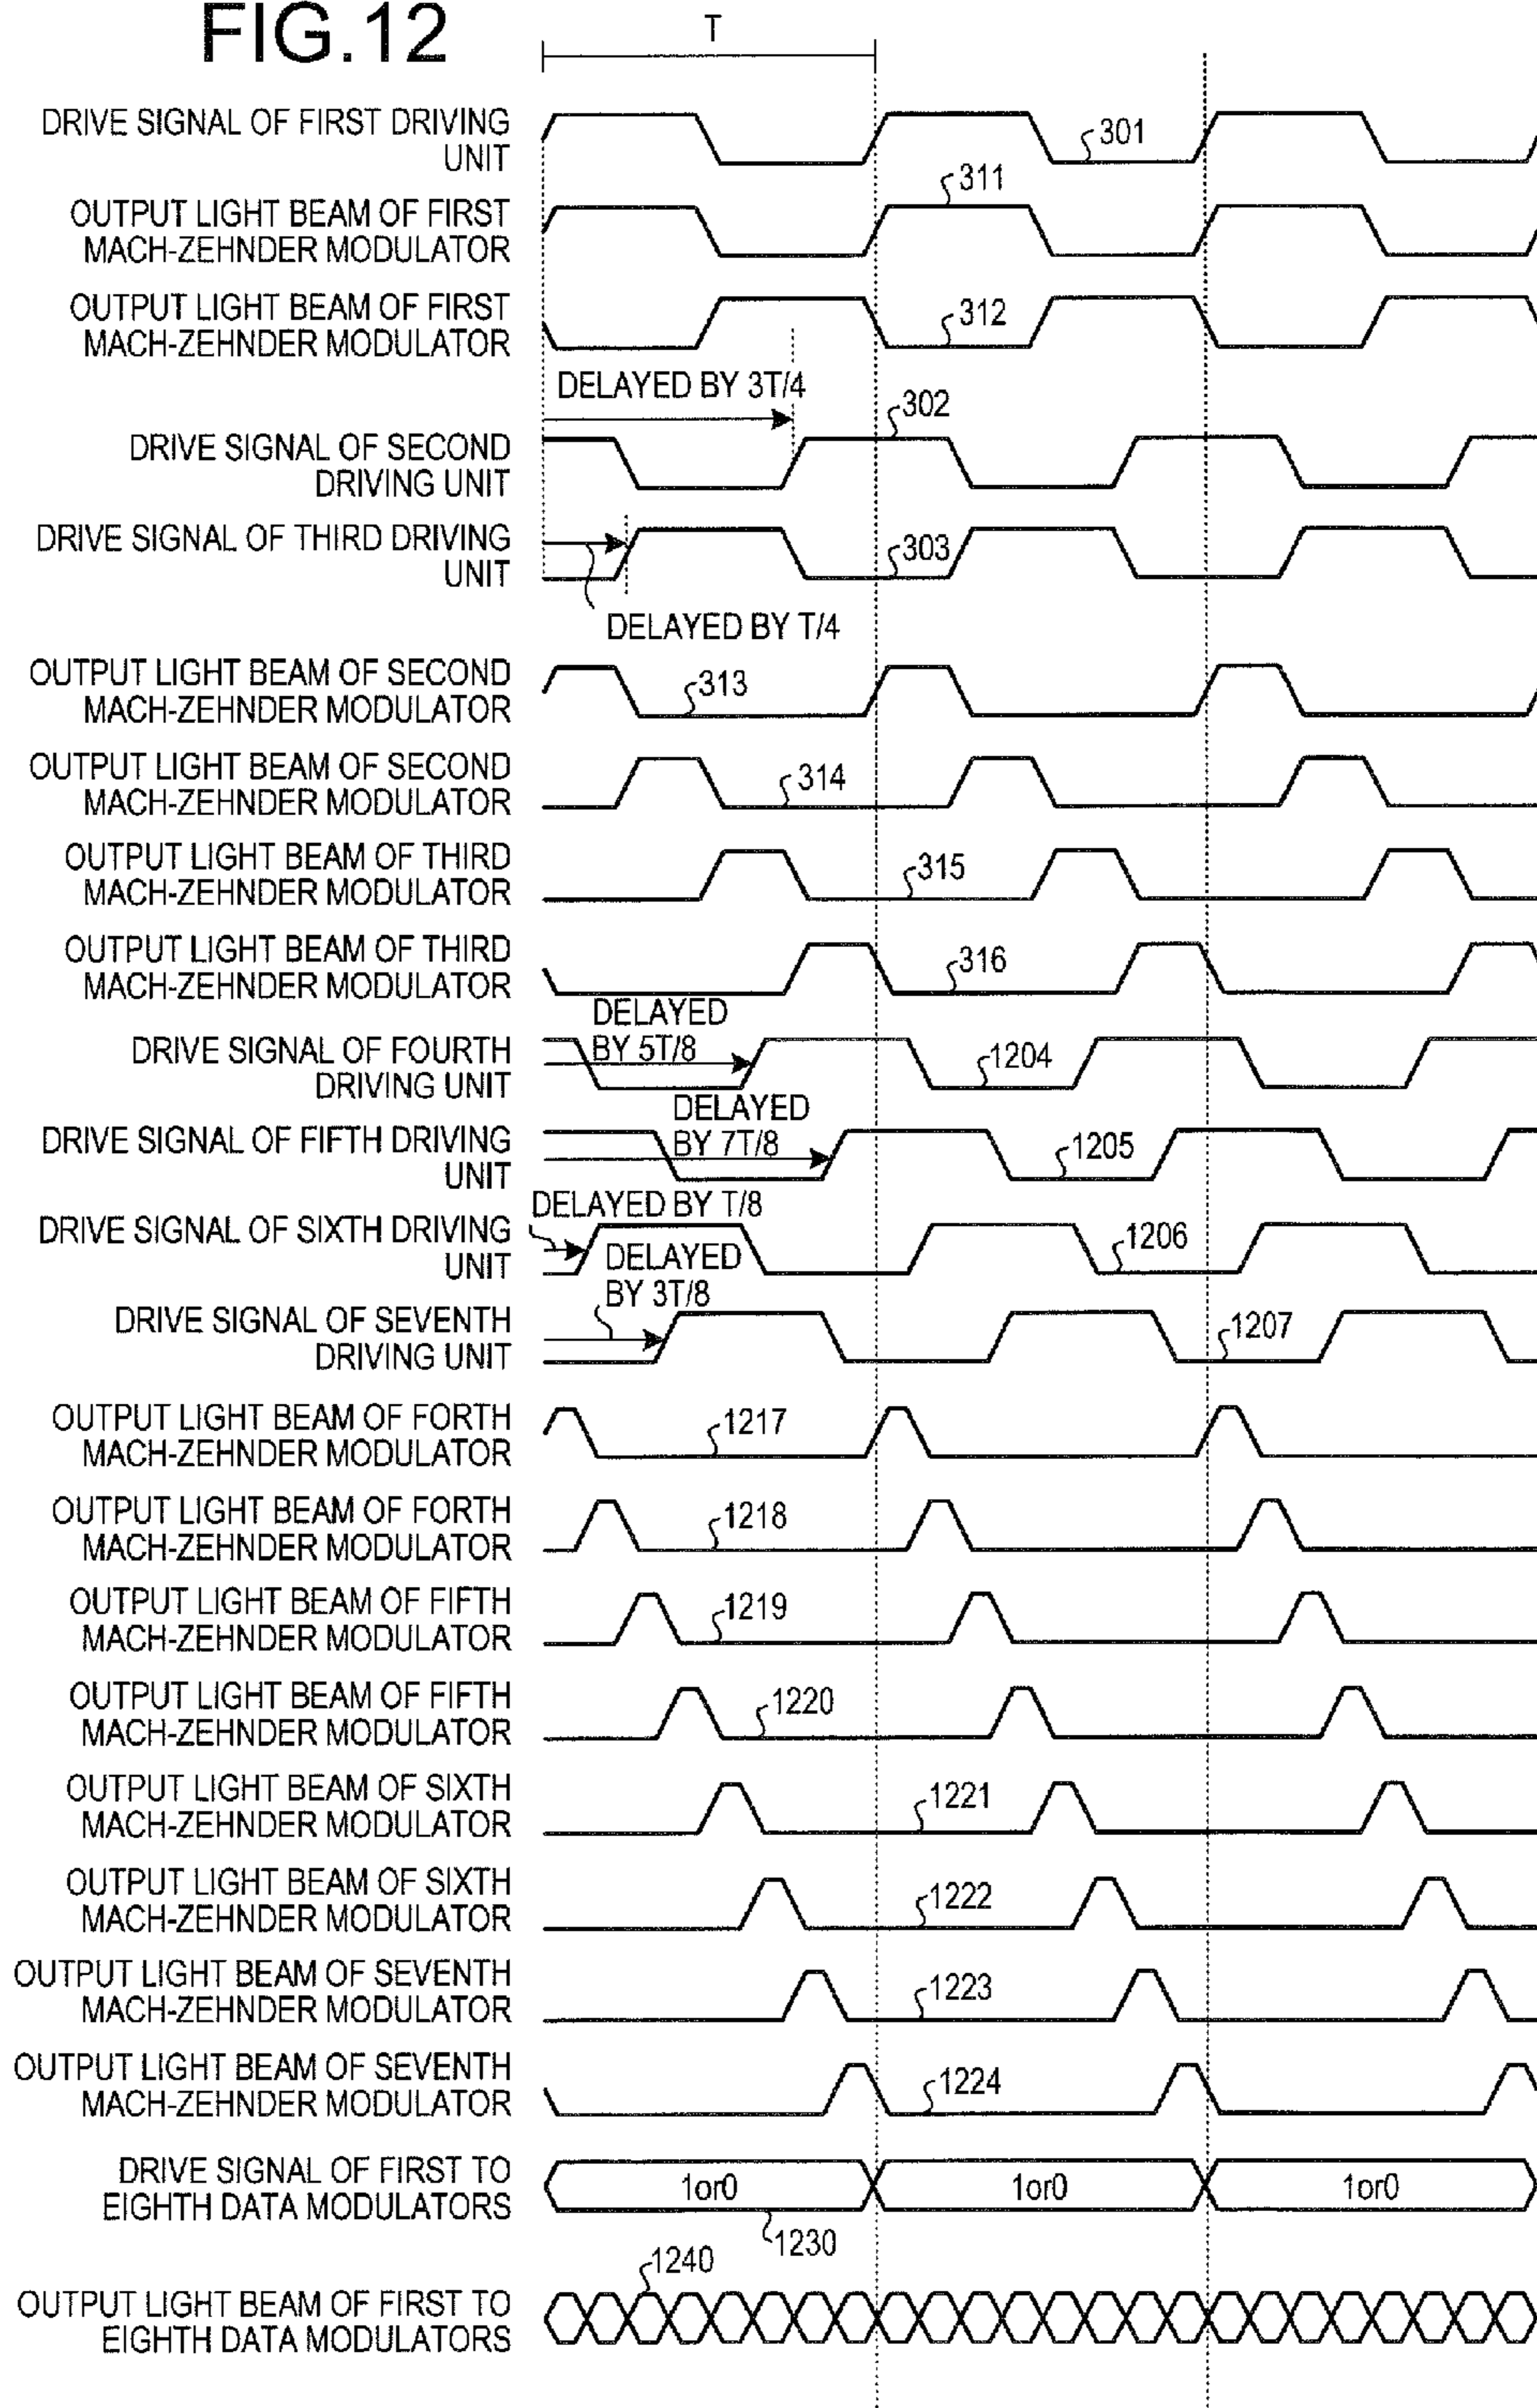 FIG.12
T
DRIVE SIGNAL OF FIRST DRIVING
UNIT
301
OUTPUT LIGHT BEAM OF FIRST
MACH-ZEHNDER MODULATOR
311
OUTPUT LIGHT BEAM OF FIRST
MACH-ZEHNDER MODULATOR
312
DELAYED BY 3T/4
DRIVE SIGNAL OF SECOND
DRIVING UNIT
302
DRIVE SIGNAL OF THIRD DRIVING
UNIT
303
DELAYED BY T/4
OUTPUT LIGHT BEAM OF SECOND
MACH-ZEHNDER MODULATOR
313
OUTPUT LIGHT BEAM OF SECOND
MACH-ZEHNDER MODULATOR
314
OUTPUT LIGHT BEAM OF THIRD
MACH-ZEHNDER MODULATOR
315
OUTPUT LIGHT BEAM OF THIRD
MACH-ZEHNDER MODULATOR
316
DELAYED
BY 5T/8
DRIVE SIGNAL OF FOURTH
DRIVING UNIT
1204
DELAYED
BY 7T/8
DRIVE SIGNAL OF FIFTH DRIVING
UNIT
1205
DELAYED BY T/8
DRIVE SIGNAL OF SIXTH DRIVING
UNIT
1206
DELAYED
BY 3T/8
DRIVE SIGNAL OF SEVENTH
DRIVING UNIT
1207
OUTPUT LIGHT BEAM OF FORTH
MACH-ZEHNDER MODULATOR
1217
OUTPUT LIGHT BEAM OF FORTH
MACH-ZEHNDER MODULATOR
1218
OUTPUT LIGHT BEAM OF FIFTH
MACH-ZEHNDER MODULATOR
1219
OUTPUT LIGHT BEAM OF FIFTH
MACH-ZEHNDER MODULATOR
1220
OUTPUT LIGHT BEAM OF SIXTH
MACH-ZEHNDER MODULATOR
1221
OUTPUT LIGHT BEAM OF SIXTH
MACH-ZEHNDER MODULATOR
1222
OUTPUT LIGHT BEAM OF SEVENTH
MACH-ZEHNDER MODULATOR
1223
OUTPUT LIGHT BEAM OF SEVENTH
MACH-ZEHNDER MODULATOR
1224
DRIVE SIGNAL OF FIRST TO
EIGHTH DATA MODULATORS
1or0 1or0 1or0
1230
1240
OUTPUT LIGHT BEAM OF FIRST TO
EIGHTH DATA MODULATORS